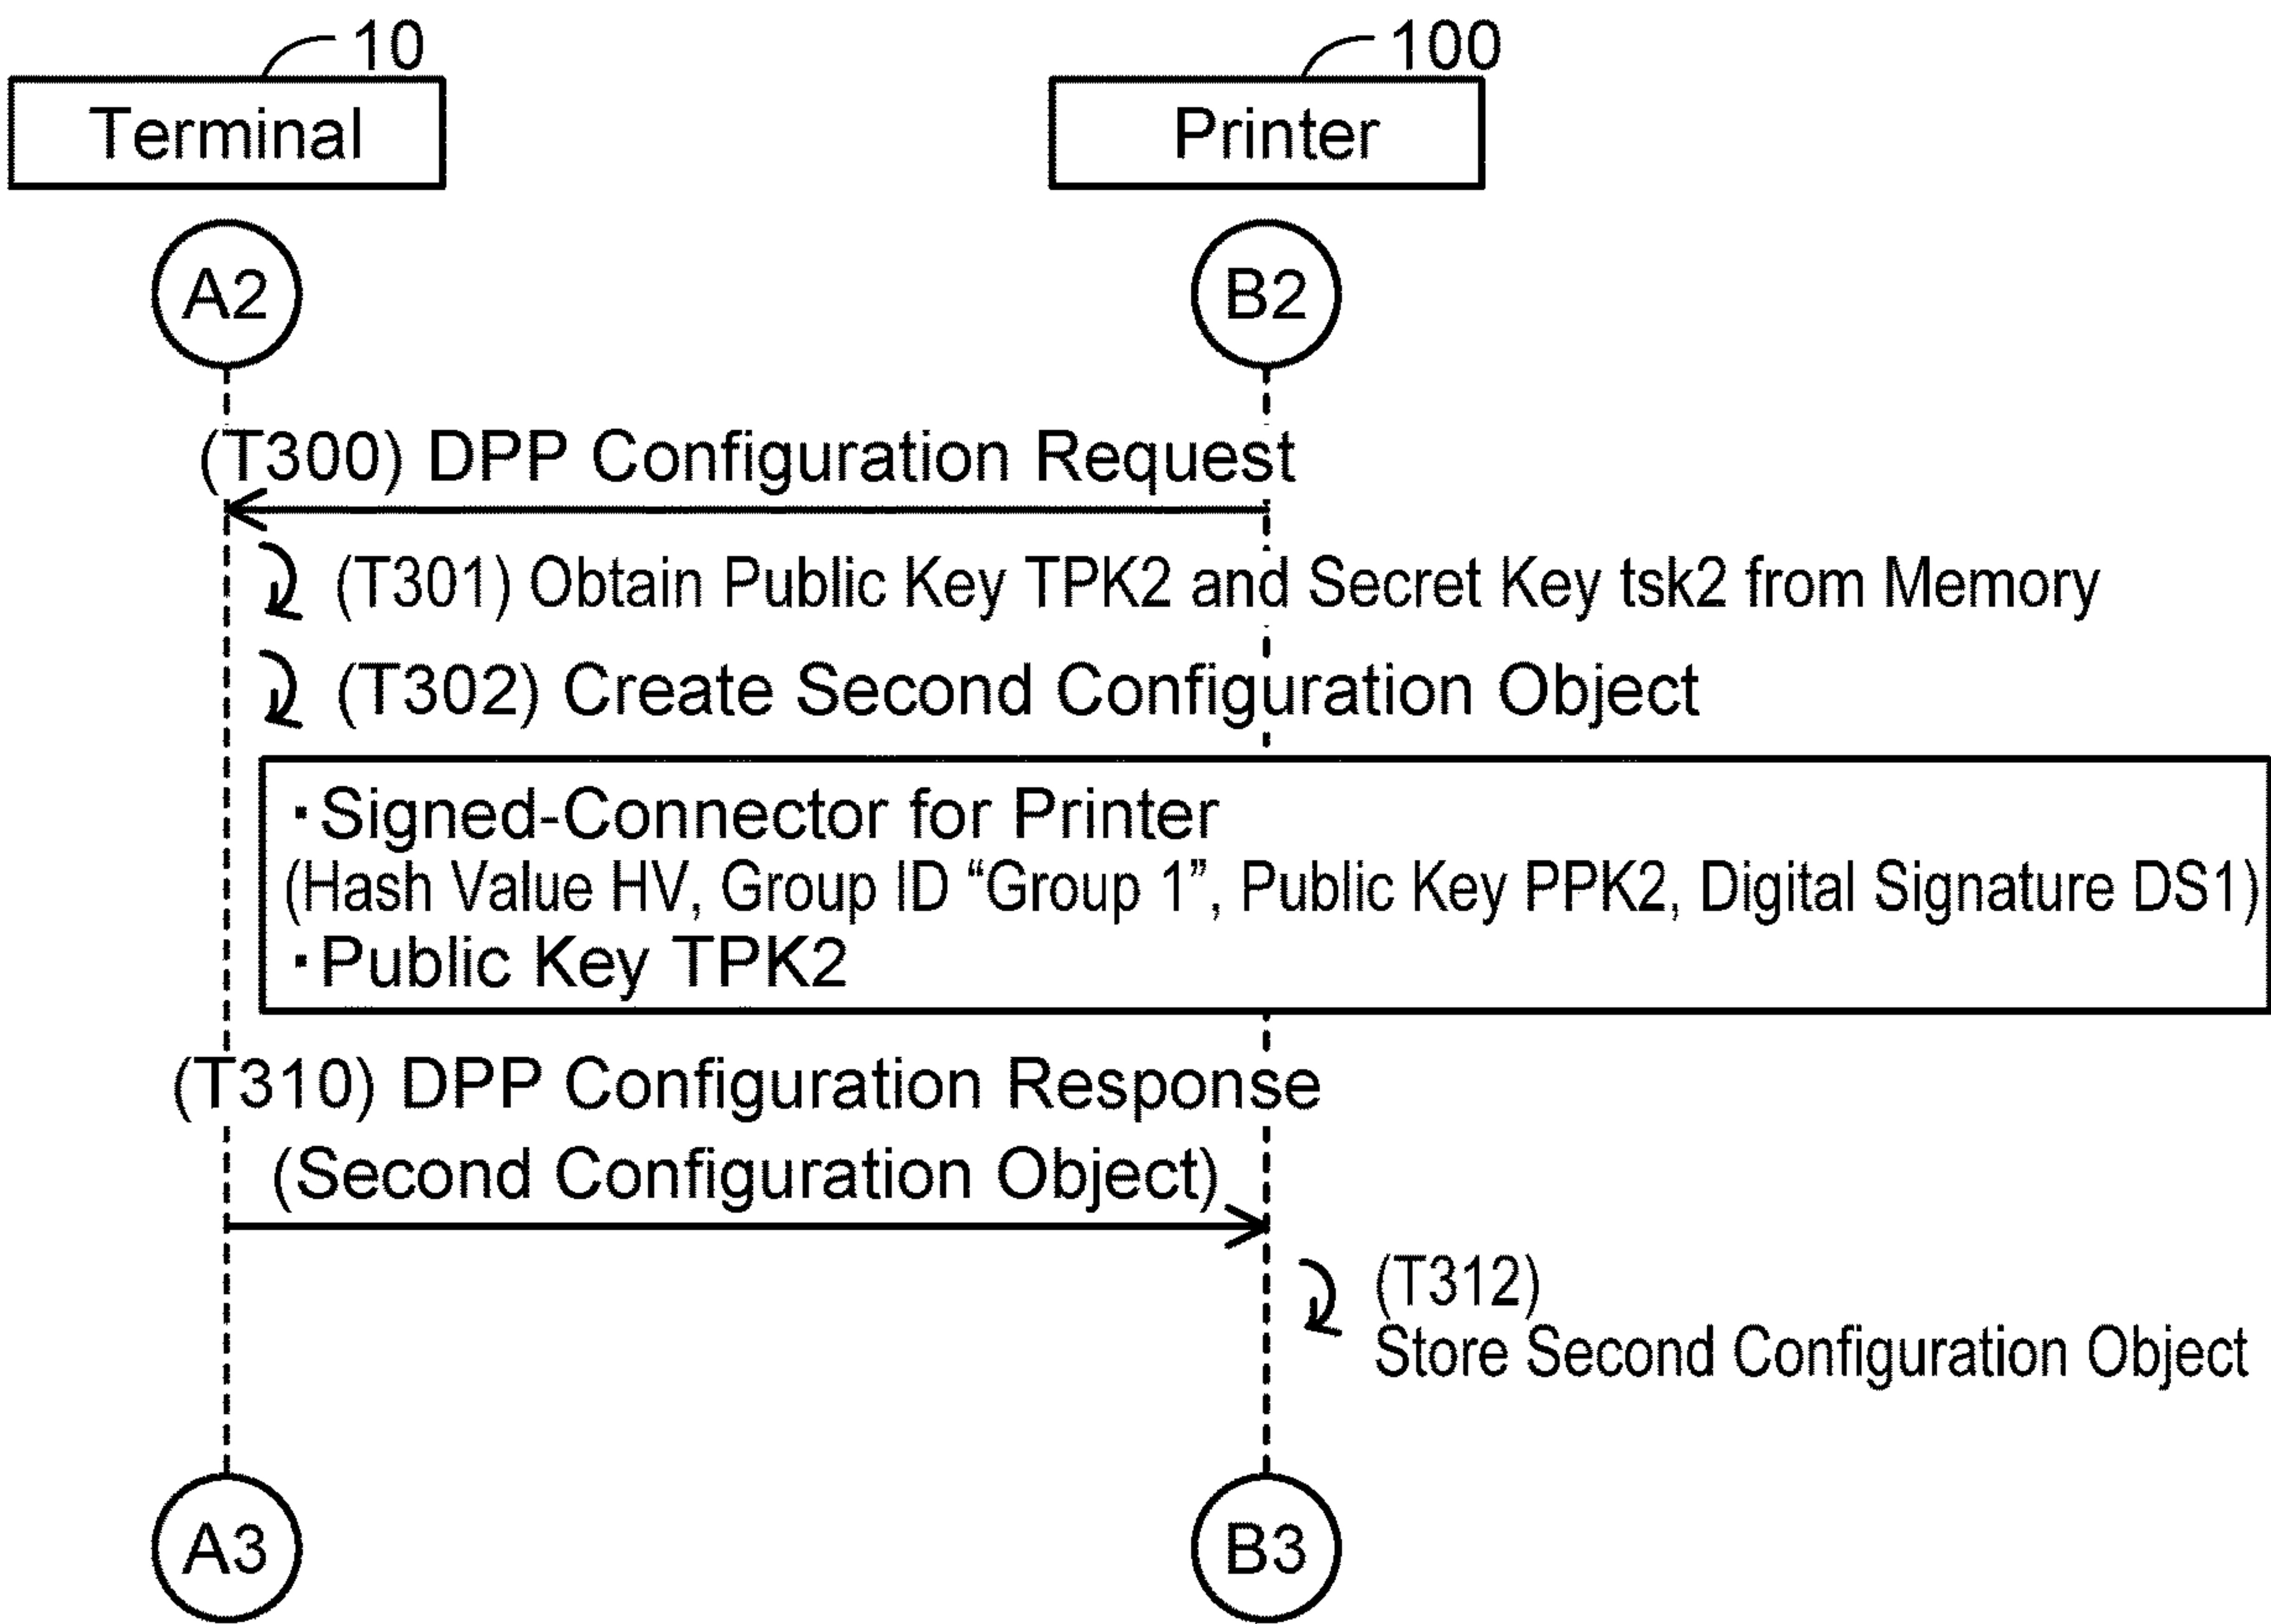 10
100
Terminal
Printer
A2
B2
(T300) DPP Configuration Request
(T301) Obtain Public Key TPK2 and Secret Key tsk2 from Memory
(T302) Create Second Configuration Object
・Signed-Connector for Printer
(Hash Value HV, Group ID “Group 1”, Public Key PPK2, Digital Signature DS1)
・Public Key TPK2
(T310) DPP Configuration Response
(Second Configuration Object)
(T312)
Store Second Configuration Object
A3
B3